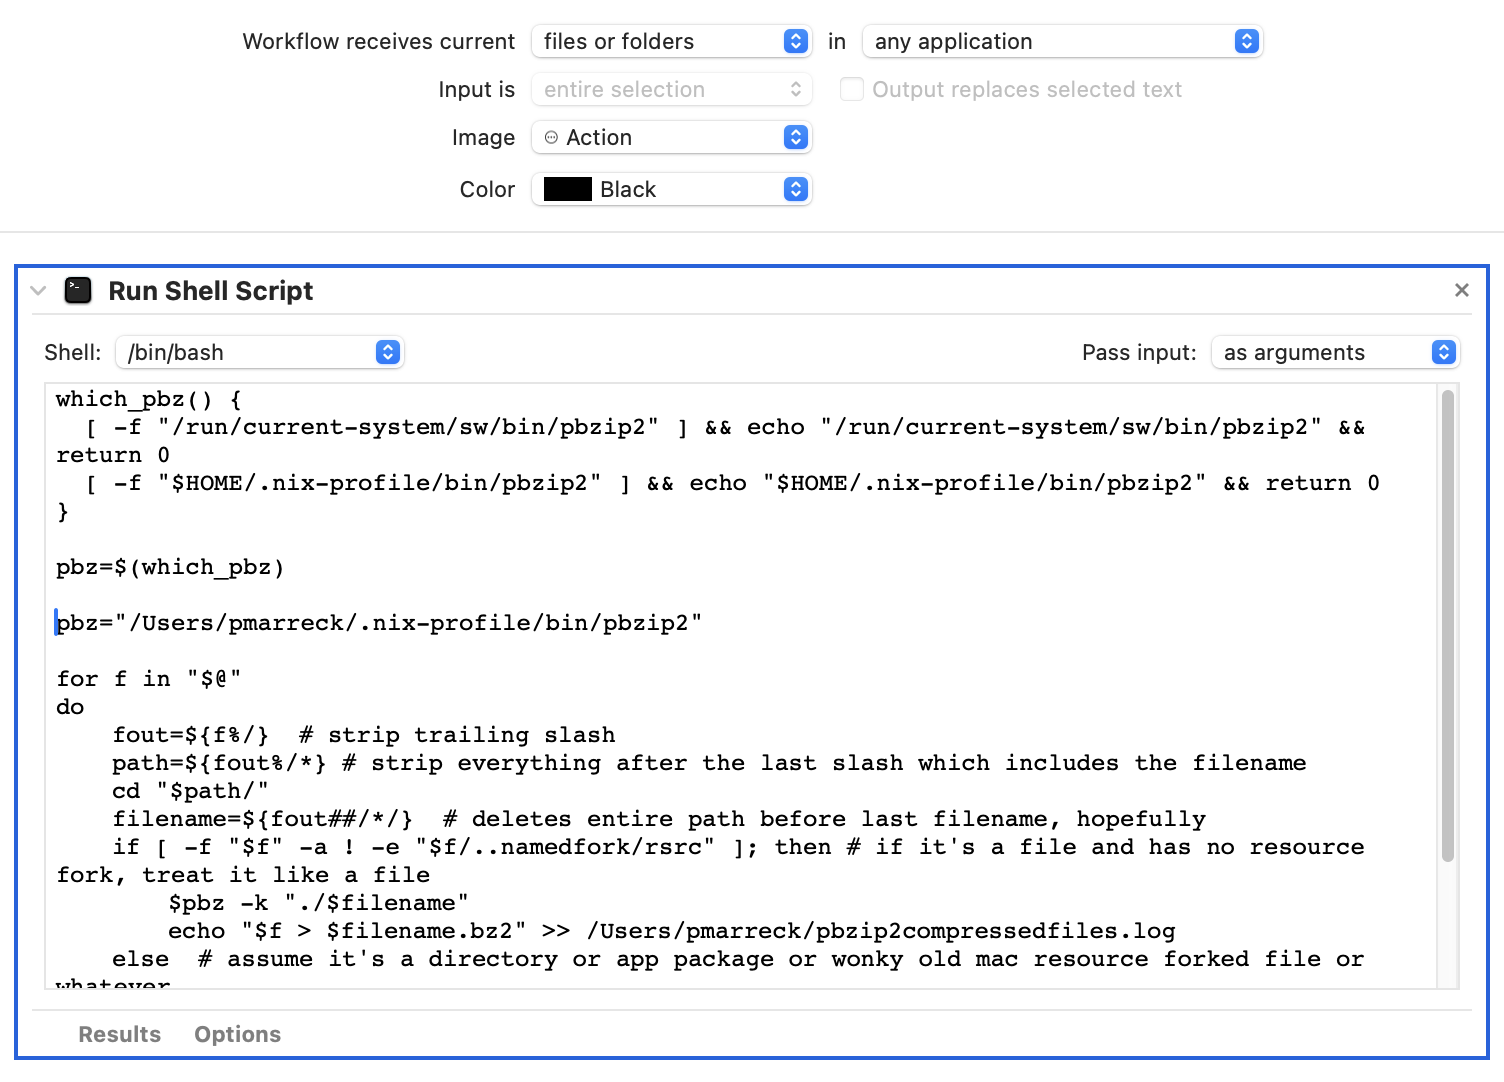 Workflow receives current files or folders in any application
Input is entire selection Output replaces selected text
Image Action
Color Black
Run Shell Script
Shell: /bin/bash Pass input: as arguments
which_pbz() {
  [ -f "/run/current-system/sw/bin/pbzip2" ] && echo "/run/current-system/sw/bin/pbzip2" &&
return 0
  [ -f "$HOME/.nix-profile/bin/pbzip2" ] && echo "$HOME/.nix-profile/bin/pbzip2" && return 0
}
pbz=$(which_pbz)
pbz="/Users/pmarreck/.nix-profile/bin/pbzip2"
for f in "$@"
do
    fout=${f%/}  # strip trailing slash
    path=${fout%/*} # strip everything after the last slash which includes the filename
    cd "$path/"
    filename=${fout##/*/}  # deletes entire path before last filename, hopefully
    if [ -f "$f" -a ! -e "$f/..namedfork/rsrc" ]; then # if it's a file and has no resource
fork, treat it like a file
        $pbz -k "./$filename"
        echo "$f > $filename.bz2" >> /Users/pmarreck/pbzip2compressedfiles.log
    else  # assume it's a directory or app package or wonky old mac resource forked file or
whatever
Results Options